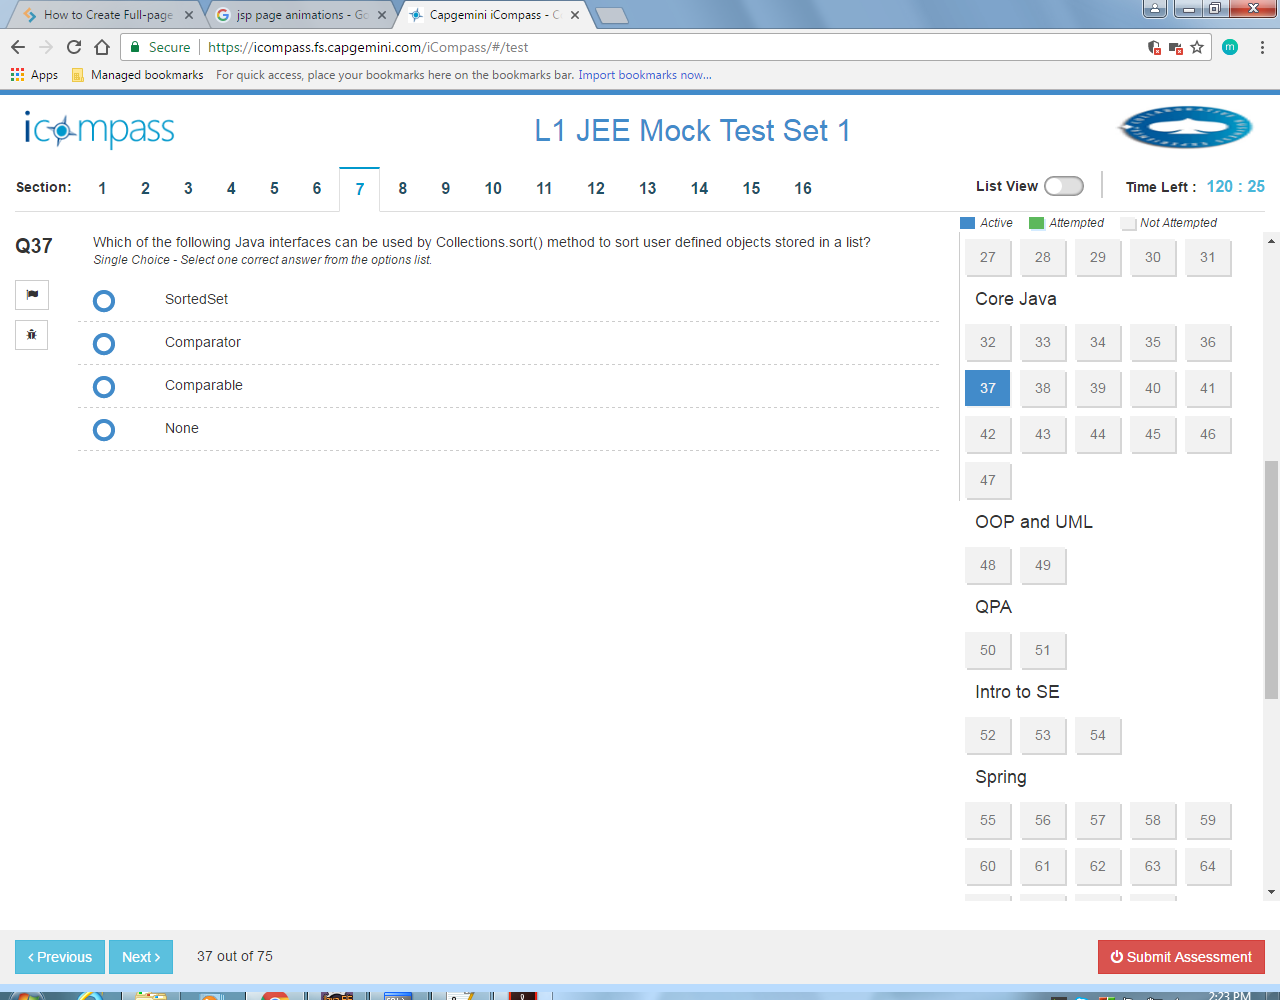 How to Create Full-page
jsp page animations - Go
Capgemini iCompass - C
m
Secure
https://icompass.fs.capgemini.com/iCompass/#/test
Apps
Managed bookmarks
For quick access, place your bookmarks here on the bookmarks bar. Import bookmarks now...
icompass
L1 JEE Mock Test Set 1
Section: 1 2 3 4 5 6 7 8 9 10 11 12 13 14 15 16
List View
Time Left : 120 : 25
Active Attempted Not Attempted
Q37
Which of the following Java interfaces can be used by Collections.sort() method to sort user defined objects stored in a list?
Single Choice - Select one correct answer from the options list.
SortedSet
Comparator
Comparable
None
27 28 29 30 31
Core Java
32 33 34 35 36
37 38 39 40 41
42 43 44 45 46
47
OOP and UML
48 49
QPA
50 51
Intro to SE
52 53 54
Spring
55 56 57 58 59
60 61 62 63 64
‹ Previous
Next ›
37 out of 75
Submit Assessment
2:23 PM